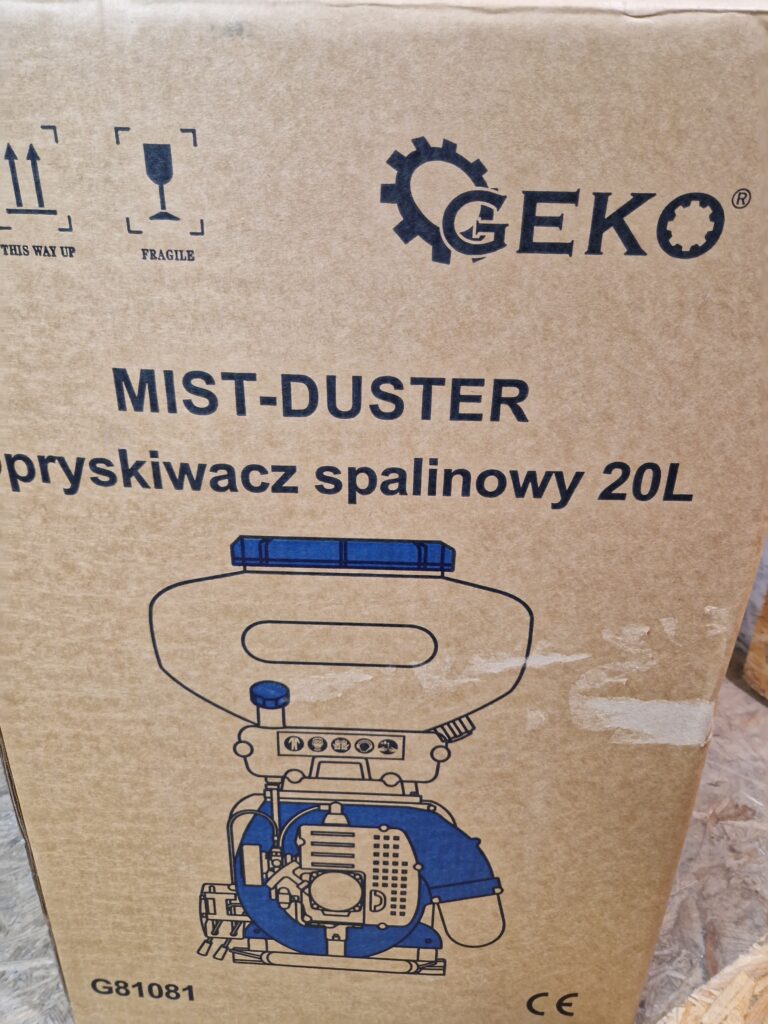 THIS WAY UP
FRAGILE
GEKO®
MIST-DUSTER
opryskiwacz spalinowy 20L
G81081
CE